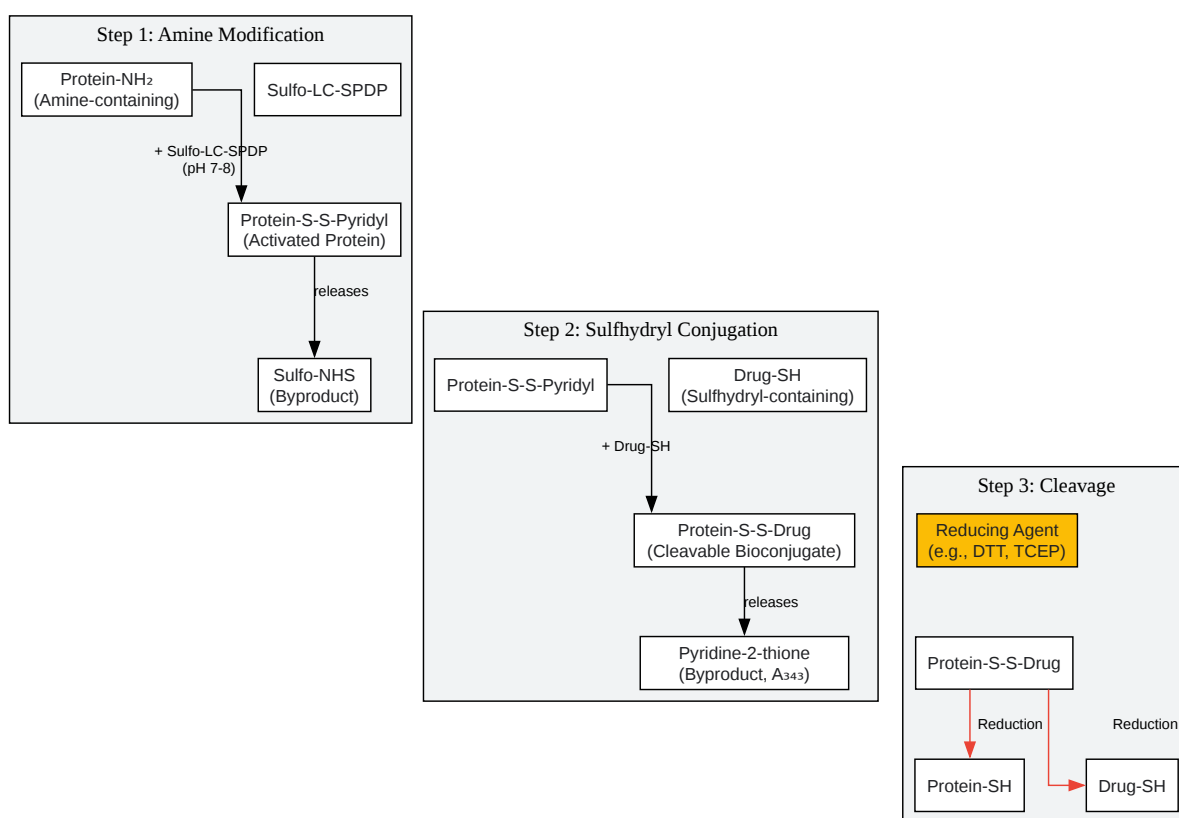 Step 1: Amine Modification
Protein-NH₂
(Amine-containing)
Sulfo-LC-SPDP
+ Sulfo-LC-SPDP
(pH 7-8)
Protein-S-S-Pyridyl
(Activated Protein)
releases
Sulfo-NHS
(Byproduct)
Step 2: Sulfhydryl Conjugation
Protein-S-S-Pyridyl
Drug-SH
(Sulfhydryl-containing)
+ Drug-SH
Protein-S-S-Drug
(Cleavable Bioconjugate)
releases
Pyridine-2-thione
(Byproduct, A₃₄₃)
Step 3: Cleavage
Reducing Agent
(e.g., DTT, TCEP)
Protein-S-S-Drug
Reduction
Reduction
Protein-SH
Drug-SH